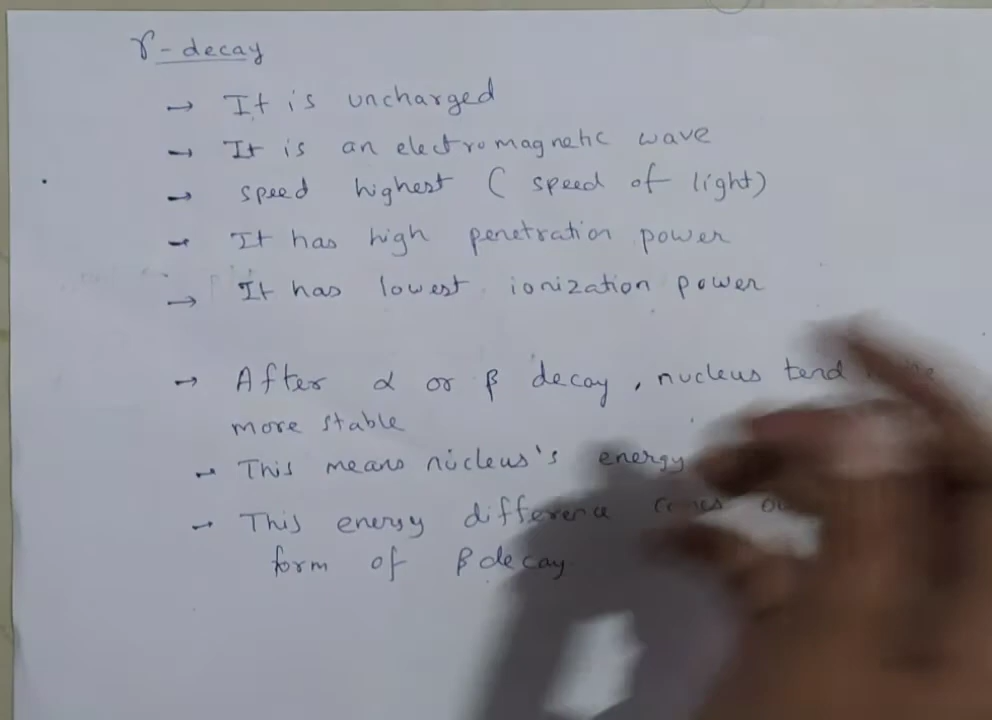 γ-decay
→ It is uncharged
→ It is an electromagnetic wave
→ speed highest ( speed of light)
→ It has high penetration power
→ It has lowest ionization power
→ After α or β decay, nucleus tend
more stable
→ This means nucleus's energy
→ This energy difference comes
form of β decay.